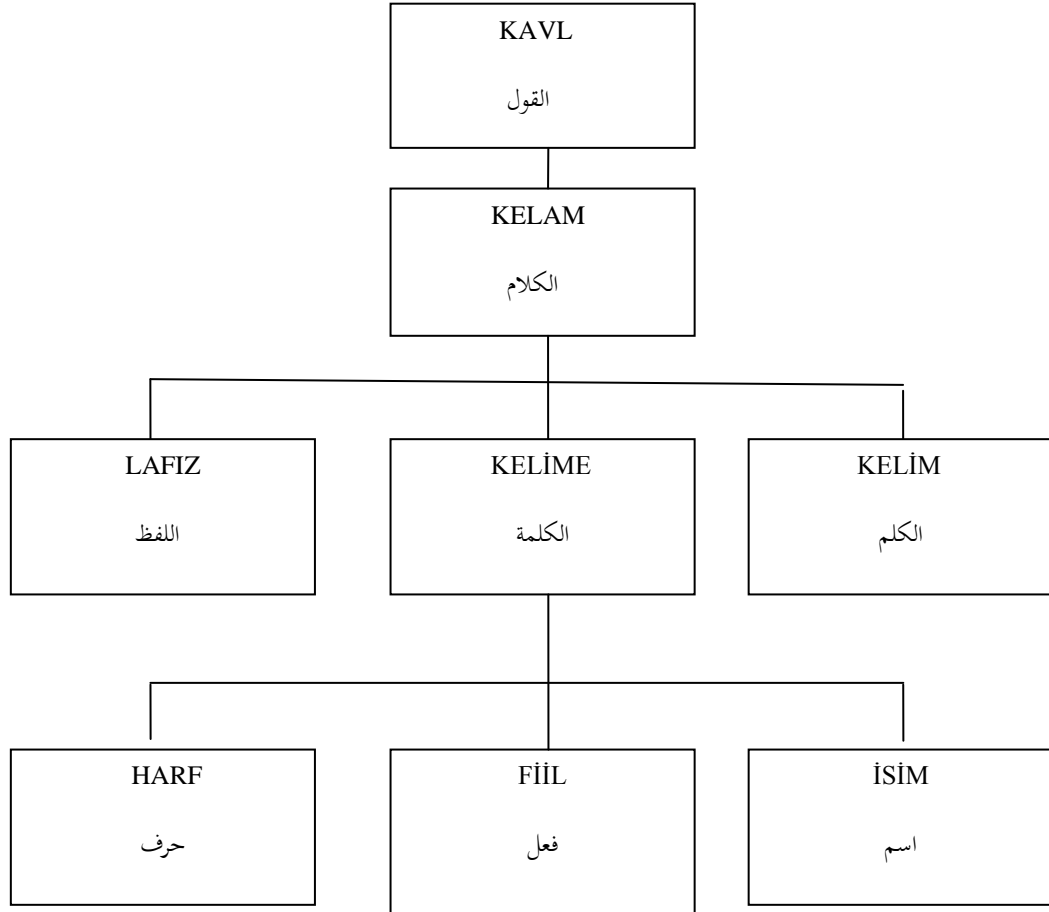 KAVL
القول
KELAM
الكلام
LAFIZ
اللفظ
KELİME
الكلمة
KELİM
الكلم
HARF
حرف
FİİL
فعل
İSİM
اسم